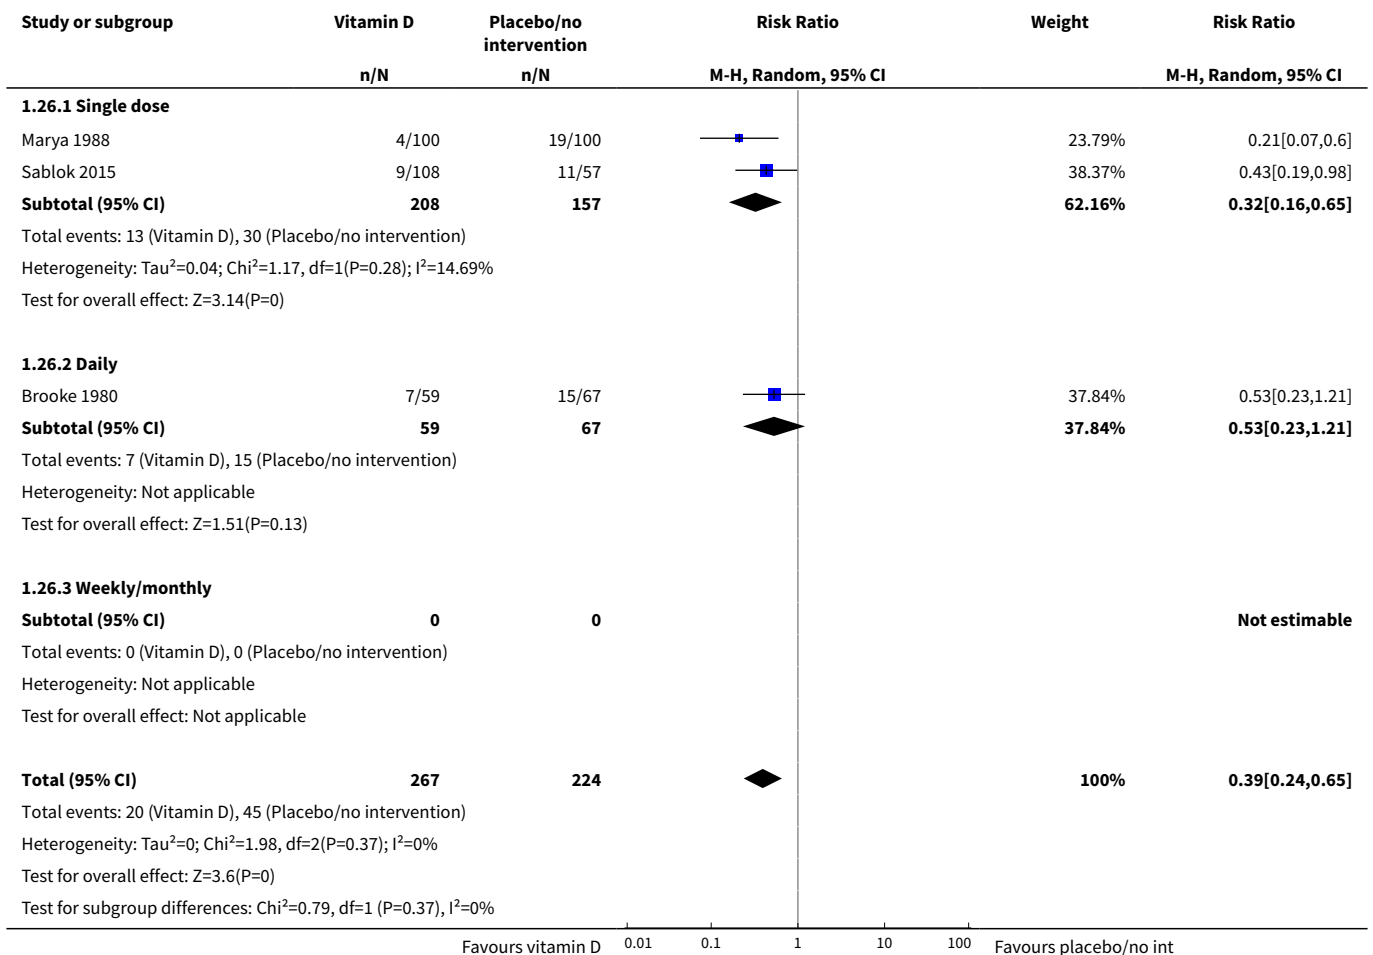 Study or subgroup Vitamin D Placebo/no intervention Risk Ratio Weight Risk Ratio
n/N n/N M-H, Random, 95% CI M-H, Random, 95% CI
1.26.1 Single dose
Marya 1988 4/100 19/100 23.79% 0.21[0.07,0.6]
Sablok 2015 9/108 11/57 38.37% 0.43[0.19,0.98]
Subtotal (95% CI) 208 157 62.16% 0.32[0.16,0.65]
Total events: 13 (Vitamin D), 30 (Placebo/no intervention)
Heterogeneity: Tau²=0.04; Chi²=1.17, df=1(P=0.28); I²=14.69%
Test for overall effect: Z=3.14(P=0)
1.26.2 Daily
Brooke 1980 7/59 15/67 37.84% 0.53[0.23,1.21]
Subtotal (95% CI) 59 67 37.84% 0.53[0.23,1.21]
Total events: 7 (Vitamin D), 15 (Placebo/no intervention)
Heterogeneity: Not applicable
Test for overall effect: Z=1.51(P=0.13)
1.26.3 Weekly/monthly
Subtotal (95% CI) 0 0 Not estimable
Total events: 0 (Vitamin D), 0 (Placebo/no intervention)
Heterogeneity: Not applicable
Test for overall effect: Not applicable
Total (95% CI) 267 224 100% 0.39[0.24,0.65]
Total events: 20 (Vitamin D), 45 (Placebo/no intervention)
Heterogeneity: Tau²=0; Chi²=1.98, df=2(P=0.37); I²=0%
Test for overall effect: Z=3.6(P=0)
Test for subgroup differences: Chi²=0.79, df=1 (P=0.37), I²=0%
Favours vitamin D 0.01 0.1 1 10 100 Favours placebo/no int